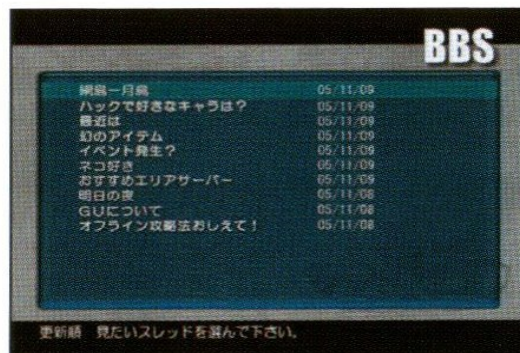 BBS
網島一月島 05/11/09
ハックで好きなキャラは? 05/11/09
最近は 05/11/09
幻のアイテム 05/11/09
イベント発生? 05/11/09
ネコ好き 05/11/09
おすすめエリアサーバー 05/11/09
明日の夜 05/11/08
GUについて 05/11/08
オフライン攻略法おしえて! 05/11/08
更新順 見たいスレッドを選んで下さい。